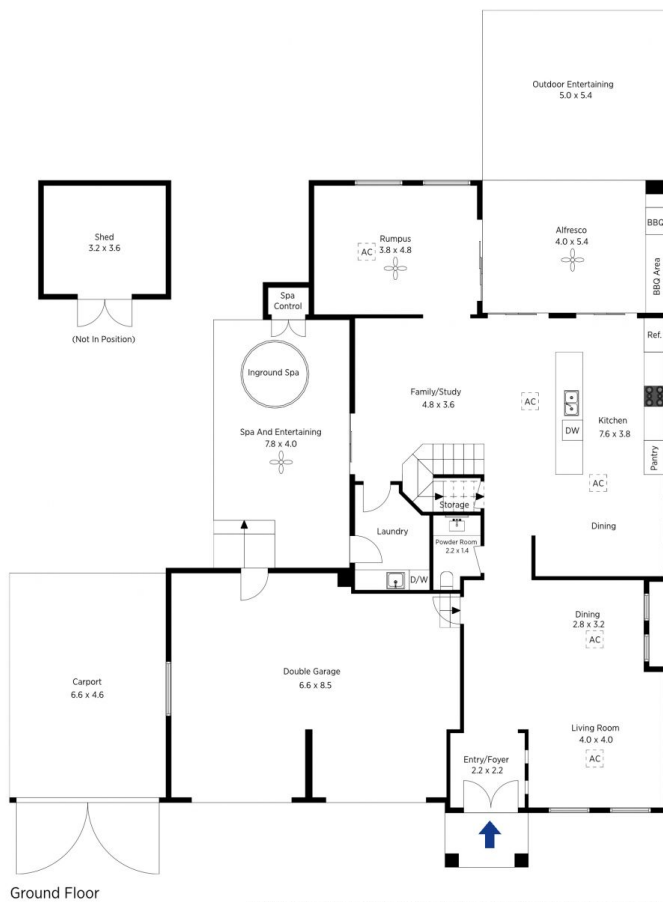 Outdoor Entertaining
5.0 x 5.4
Shed
3.2 x 3.6
(Not In Position)
Rumpus
3.8 x 4.8
AC
Alfresco
4.0 x 5.4
BBQ
BBQ Area
Spa
Control
Inground Spa
Spa And Entertaining
7.8 x 4.0
Family/Study
4.8 x 3.6
AC
Ref.
Kitchen
7.6 x 3.8
DW
AC
Pantry
Dining
Storage
Laundry
D/W
Powder Room
2.2 x 1.4
Dining
2.8 x 3.2
AC
Carport
6.6 x 4.6
Double Garage
6.6 x 8.5
Living Room
4.0 x 4.0
AC
Entry/Foyer
2.2 x 2.2
Ground Floor